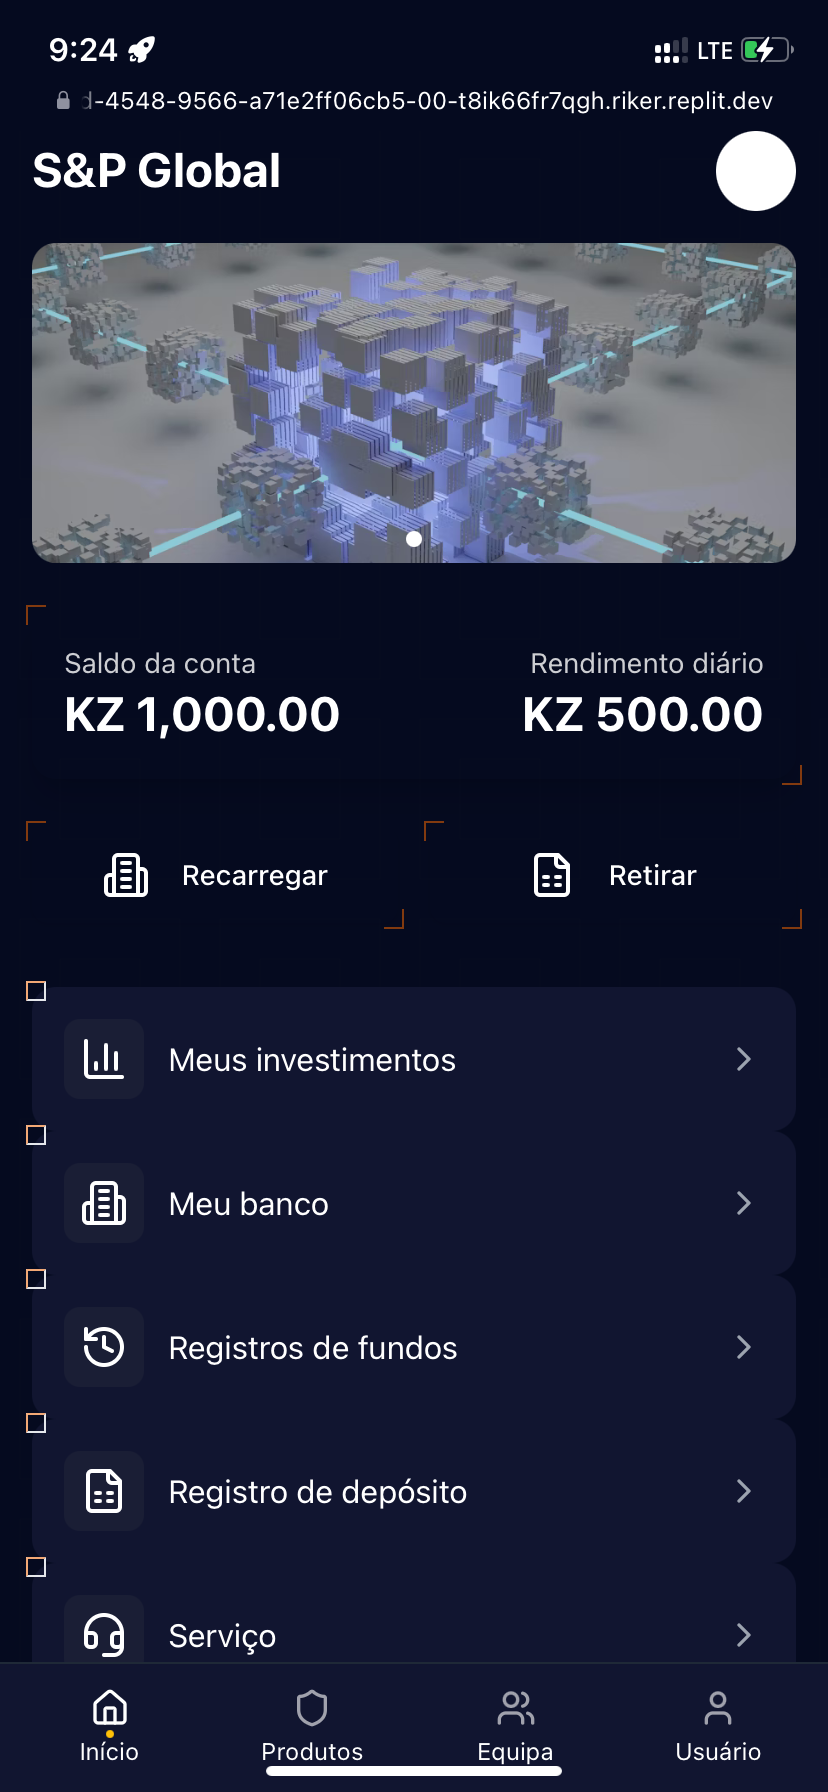 9:24
LTE
d-4548-9566-a71e2ff06cb5-00-t8ik66fr7qgh.riker.replit.dev
S&P Global
Saldo da conta
Rendimento diário
KZ 1,000.00
KZ 500.00
Recarregar
Retirar
Meus investimentos
Meu banco
Registros de fundos
Registro de depósito
Serviço
Início
Produtos
Equipa
Usuário